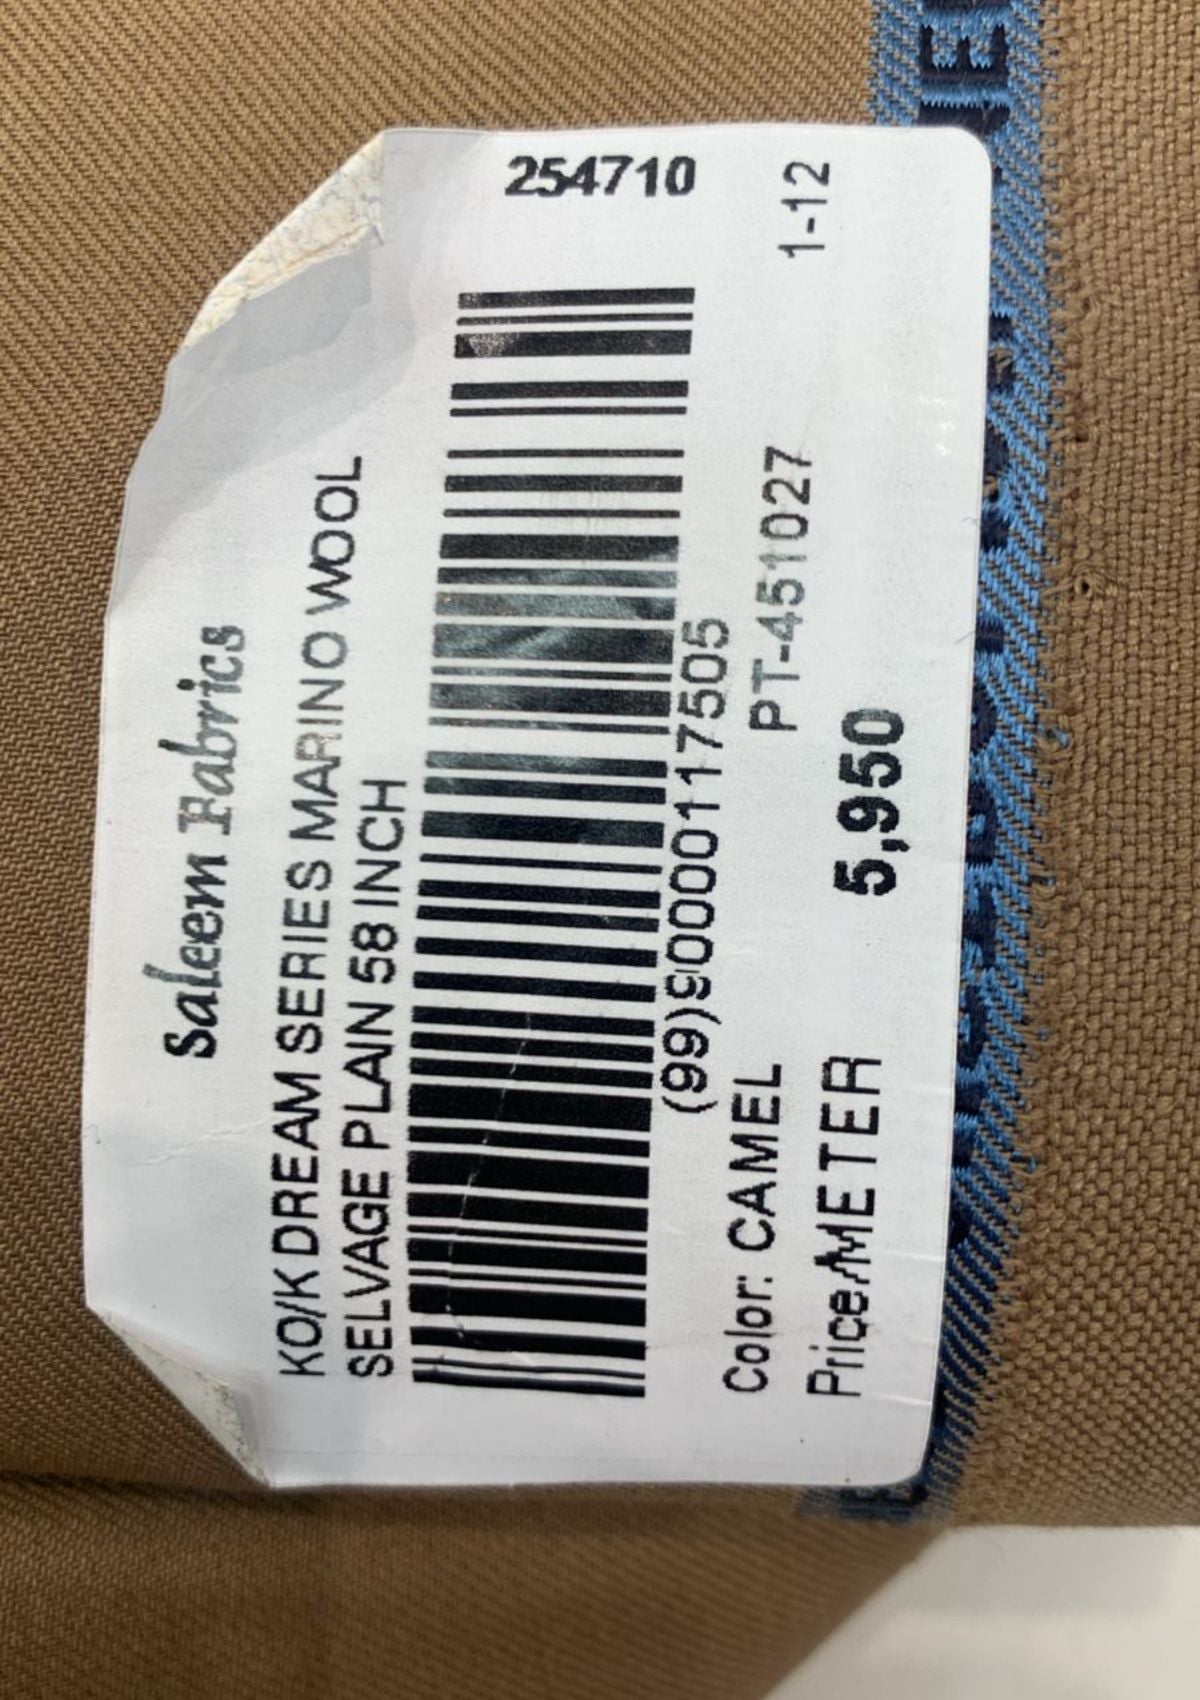 Saleem Fabrics
KO/K DREAM SERIES MARINO WOOL
SELVAGE PLAIN 58 INCH
254710
(99)90000117505
Color: CAMEL PT-451027 1-12
Price/METER 5,950